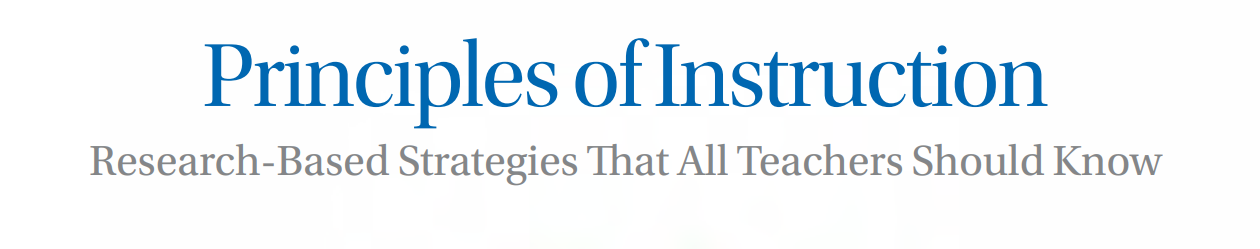 Principles of Instruction
Research-Based Strategies That All Teachers Should Know